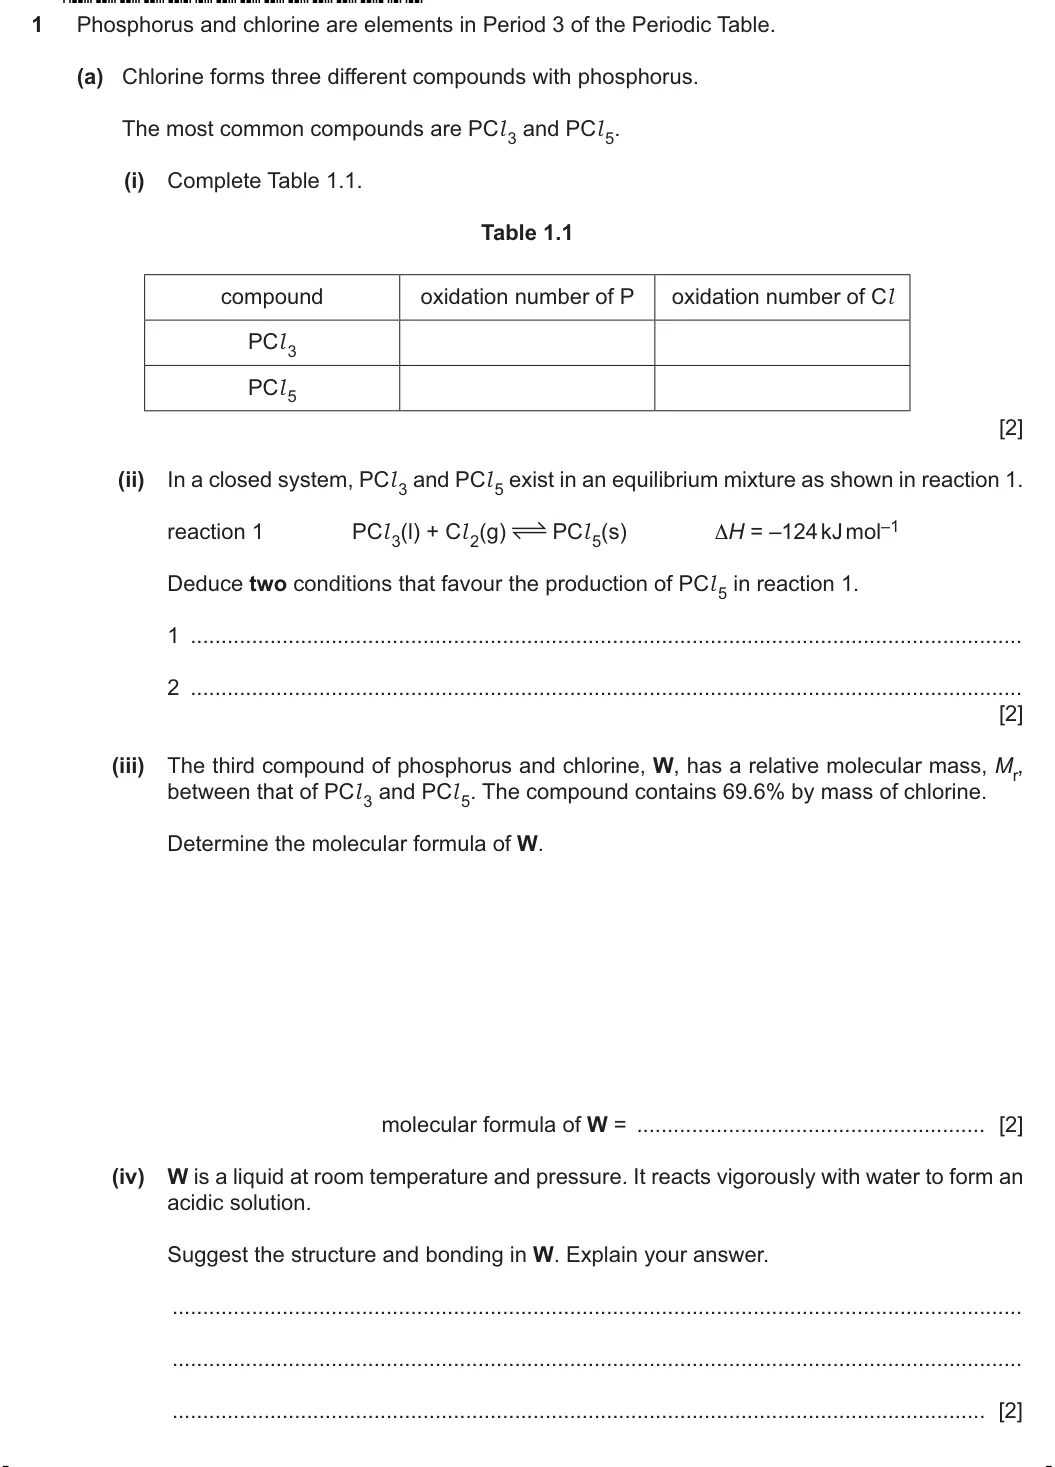 1 Phosphorus and chlorine are elements in Period 3 of the Periodic Table.
(a) Chlorine forms three different compounds with phosphorus.
The most common compounds are PCl₃ and PCl₅.
(i) Complete Table 1.1.
Table 1.1
compound oxidation number of P oxidation number of Cl
PCl₃
PCl₅
[2]
(ii) In a closed system, PCl₃ and PCl₅ exist in an equilibrium mixture as shown in reaction 1.
reaction 1 PCl₃(l) + Cl₂(g) ⇌ PCl₅(s) ΔH = –124 kJ mol⁻¹
Deduce two conditions that favour the production of PCl₅ in reaction 1.
1 ................................................................
2 ................................................................
[2]
(iii) The third compound of phosphorus and chlorine, W, has a relative molecular mass, Mᵣ,
between that of PCl₃ and PCl₅. The compound contains 69.6% by mass of chlorine.
Determine the molecular formula of W.
molecular formula of W = ................................ [2]
(iv) W is a liquid at room temperature and pressure. It reacts vigorously with water to form an
acidic solution.
Suggest the structure and bonding in W. Explain your answer.
................................................................
................................................................
................................................................ [2]